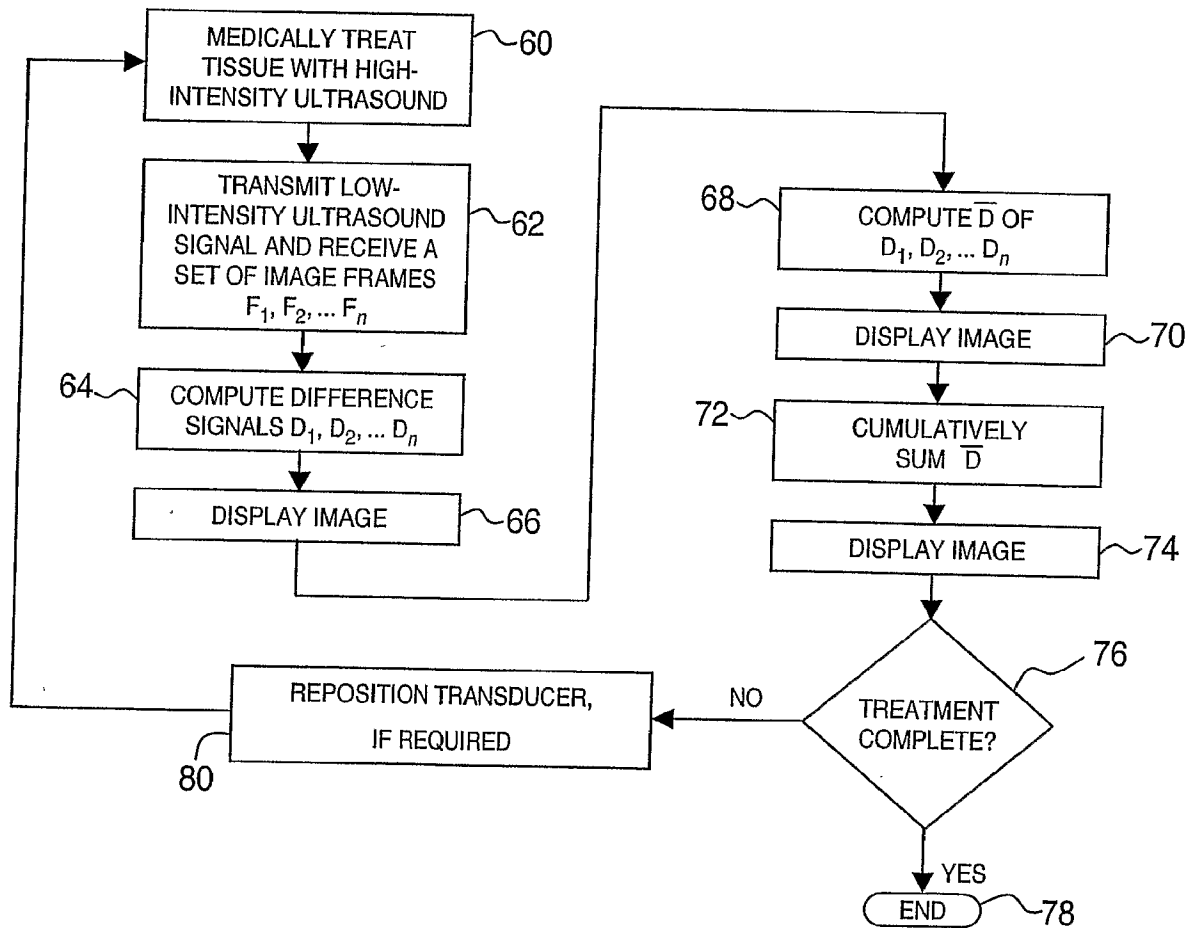 MEDICALLY TREAT
TISSUE WITH HIGH-
INTENSITY ULTRASOUND
60
TRANSMIT LOW-
INTENSITY ULTRASOUND
SIGNAL AND RECEIVE A
SET OF IMAGE FRAMES
F₁, F₂, ... Fₙ
62
64
COMPUTE DIFFERENCE
SIGNALS D₁, D₂, ... Dₙ
DISPLAY IMAGE
66
68
COMPUTE D̅ OF
D₁, D₂, ... Dₙ
DISPLAY IMAGE
70
72
CUMULATIVELY
SUM D̅
DISPLAY IMAGE
74
76
TREATMENT
COMPLETE?
NO
REPOSITION TRANSDUCER,
IF REQUIRED
80
YES
END
78